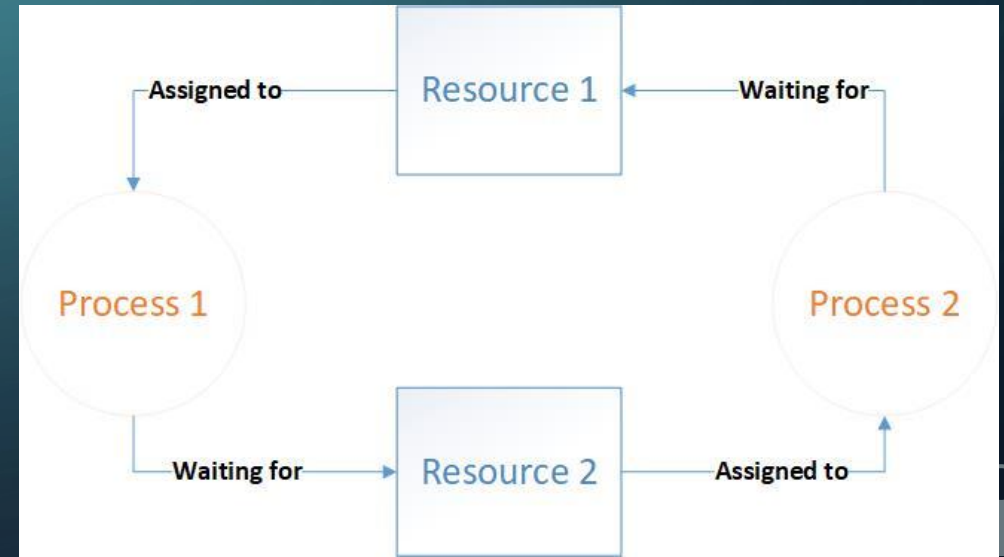 Assigned to
Resource 1
Waiting for
Process 1
Process 2
Waiting for
Resource 2
Assigned to